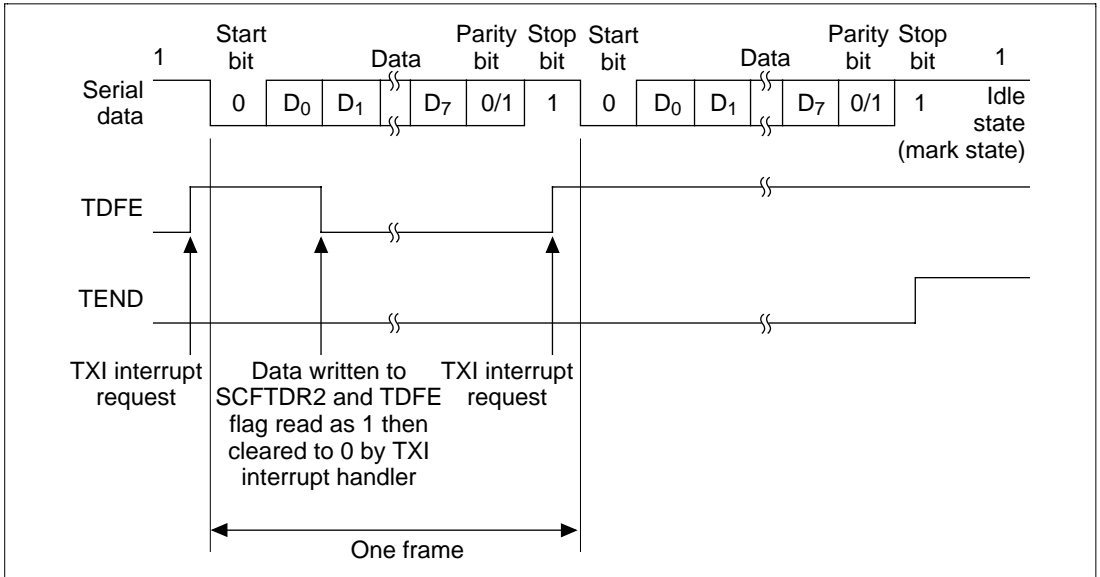 Start Parity Stop Start Parity Stop
1 bit Data bit bit bit Data bit bit 1
Serial data 0 D0 D1 D7 0/1 1 0 D0 D1 D7 0/1 1 Idle state (mark state)
TDFE
TEND
TXI interrupt request
Data written to
SCFTDR2 and TDFE
flag read as 1 then
cleared to 0 by TXI
interrupt handler
TXI interrupt request
One frame